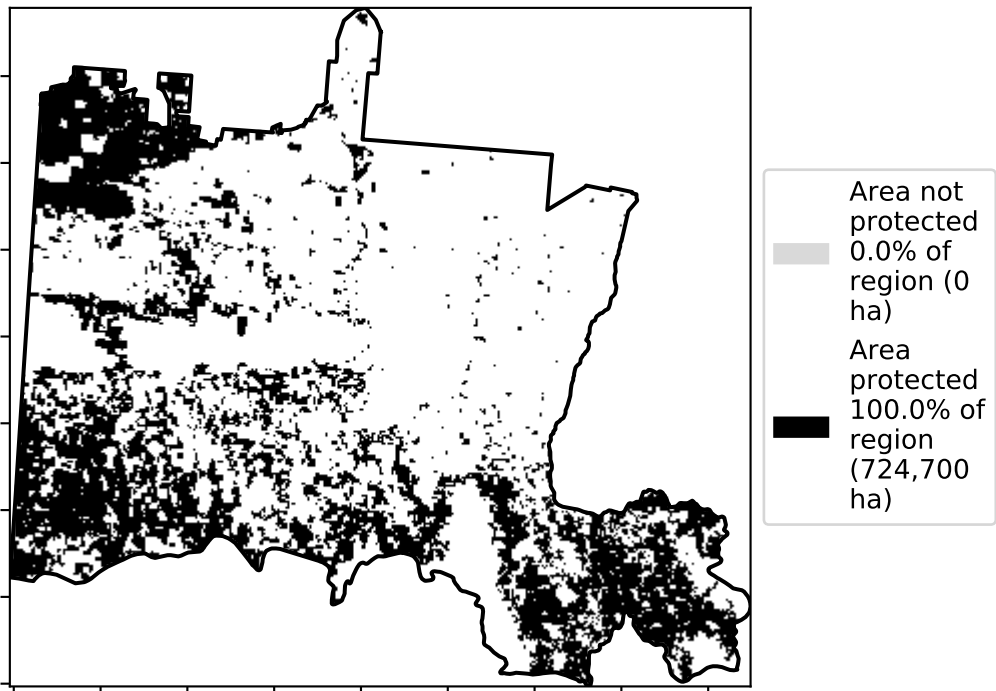 Area not
protected
0.0% of
region (0
ha)
Area
protected
100.0% of
region
(724,700
ha)